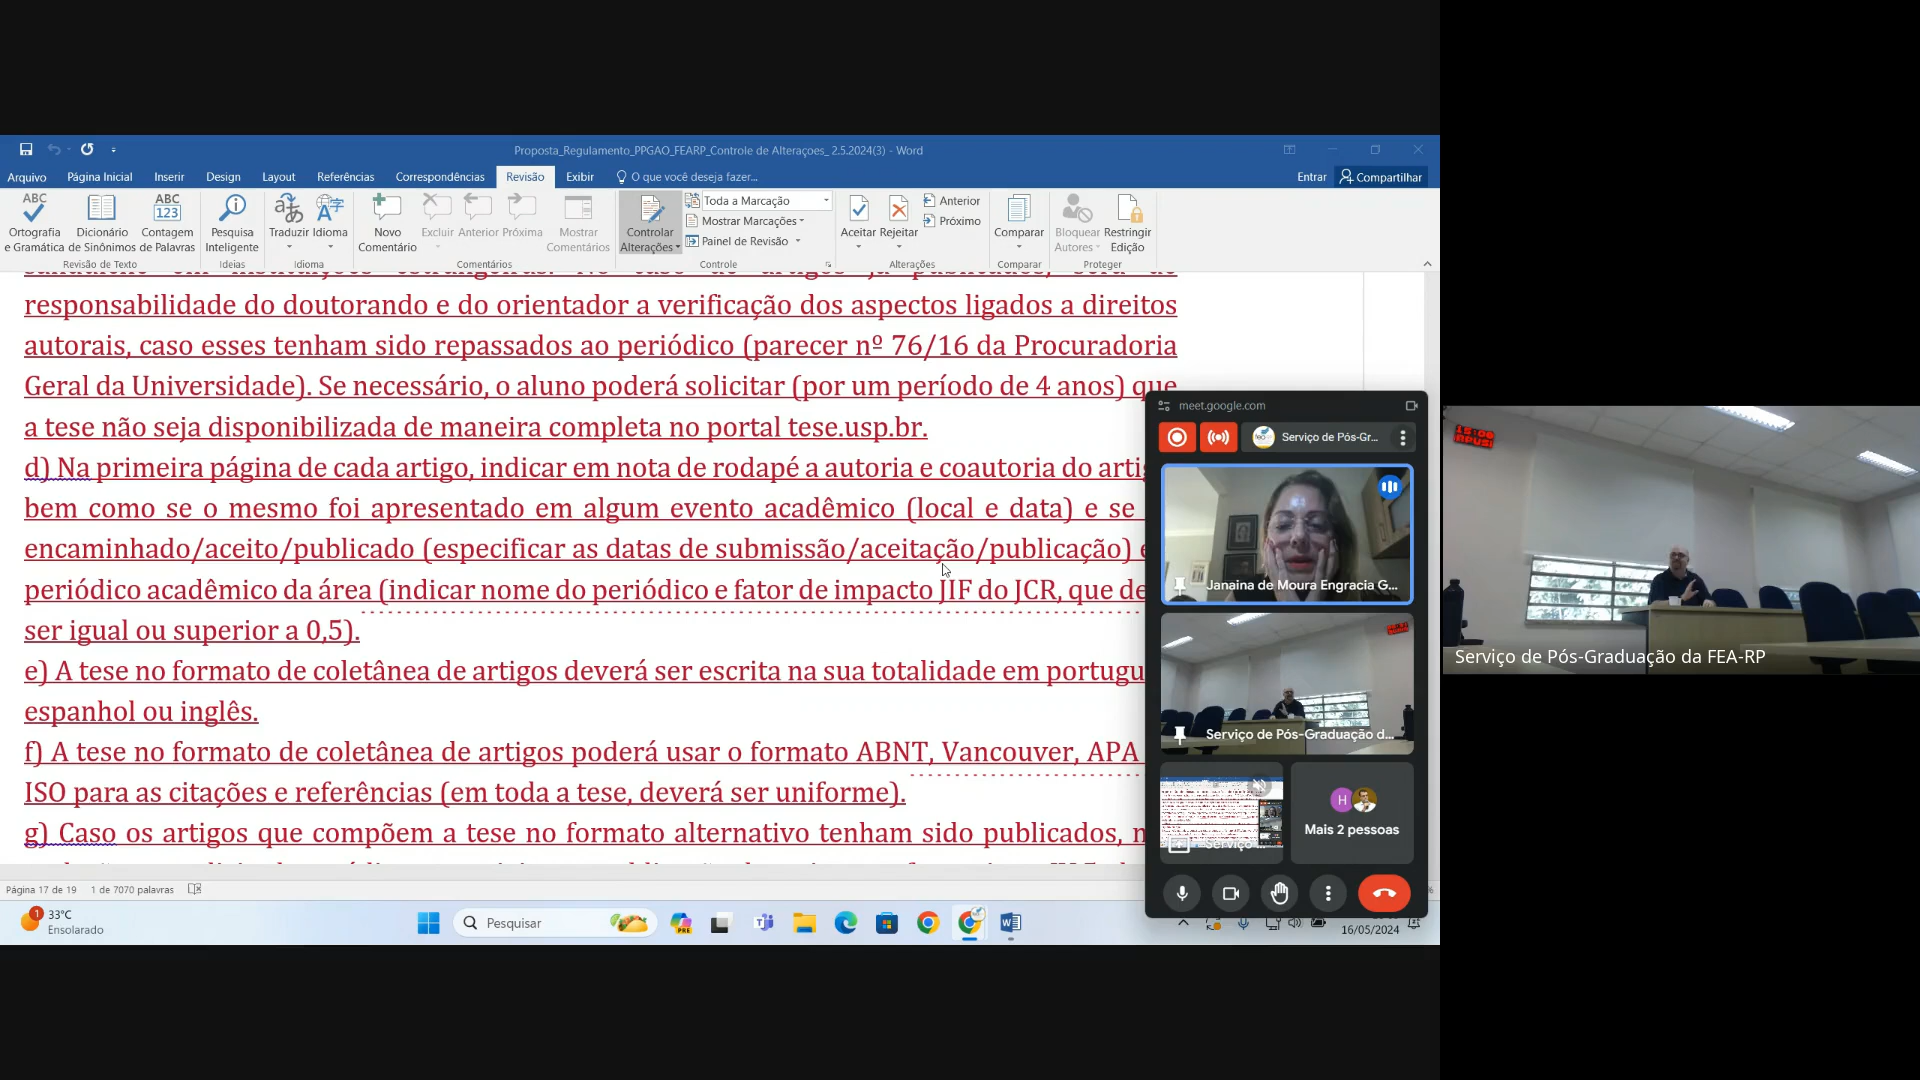 Proposta_Regulamento_PPGAO_FEARP_Controle de Alterações_ 2.5.2024(3) - Word
Arquivo Página Inicial Inserir Design Layout Referências Correspondências Revisão Exibir O que você deseja fazer... Entrar Compartilhar
Ortografia e Gramática
Dicionário de Sinônimos
Contagem de Palavras
Revisão de Texto
Pesquisa Inteligente
Ideias
Traduzir
Idioma
Idioma
Novo Comentário
Excluir
Anterior
Próxima
Mostrar Comentários
Comentários
Controlar Alterações
Toda a Marcação
Mostrar Marcações
Painel de Revisão
Controle
Aceitar
Rejeitar
Anterior
Próximo
Alterações
Comparar
Comparar
Bloquear Autores
Restringir Edição
Proteger
responsabilidade do doutorando e do orientador a verificação dos aspectos ligados a direitos
autorais, caso esses tenham sido repassados ao periódico (parecer nº 76/16 da Procuradoria
Geral da Universidade). Se necessário, o aluno poderá solicitar (por um período de 4 anos) que
a tese não seja disponibilizada de maneira completa no portal tese.usp.br.
d) Na primeira página de cada artigo, indicar em nota de rodapé a autoria e coautoria do
bem como se o mesmo foi apresentado em algum evento acadêmico (local e data) e se
encaminhado/aceito/publicado (especificar as datas de submissão/aceitação/publicação)
periódico acadêmico da área (indicar nome do periódico e fator de impacto JIF do JCR, que
ser igual ou superior a 0,5).
e) A tese no formato de coletânea de artigos deverá ser escrita na sua totalidade em
espanhol ou inglês.
f) A tese no formato de coletânea de artigos poderá usar o formato ABNT, Vancouver, APA
ISO para as citações e referências (em toda a tese, deverá ser uniforme).
g) Caso os artigos que compõem a tese no formato alternativo tenham sido publicados,
Página 17 de 19 1 de 7070 palavras
meet.google.com
Serviço de Pós-Gr...
Janaina de Moura Engracia G...
Serviço de Pós-Graduação d...
Serviço ...
H
Mais 2 pessoas
1
33°C
Ensolarado
Pesquisar
PRE
16/05/2024
Serviço de Pós-Graduação da FEA-RP